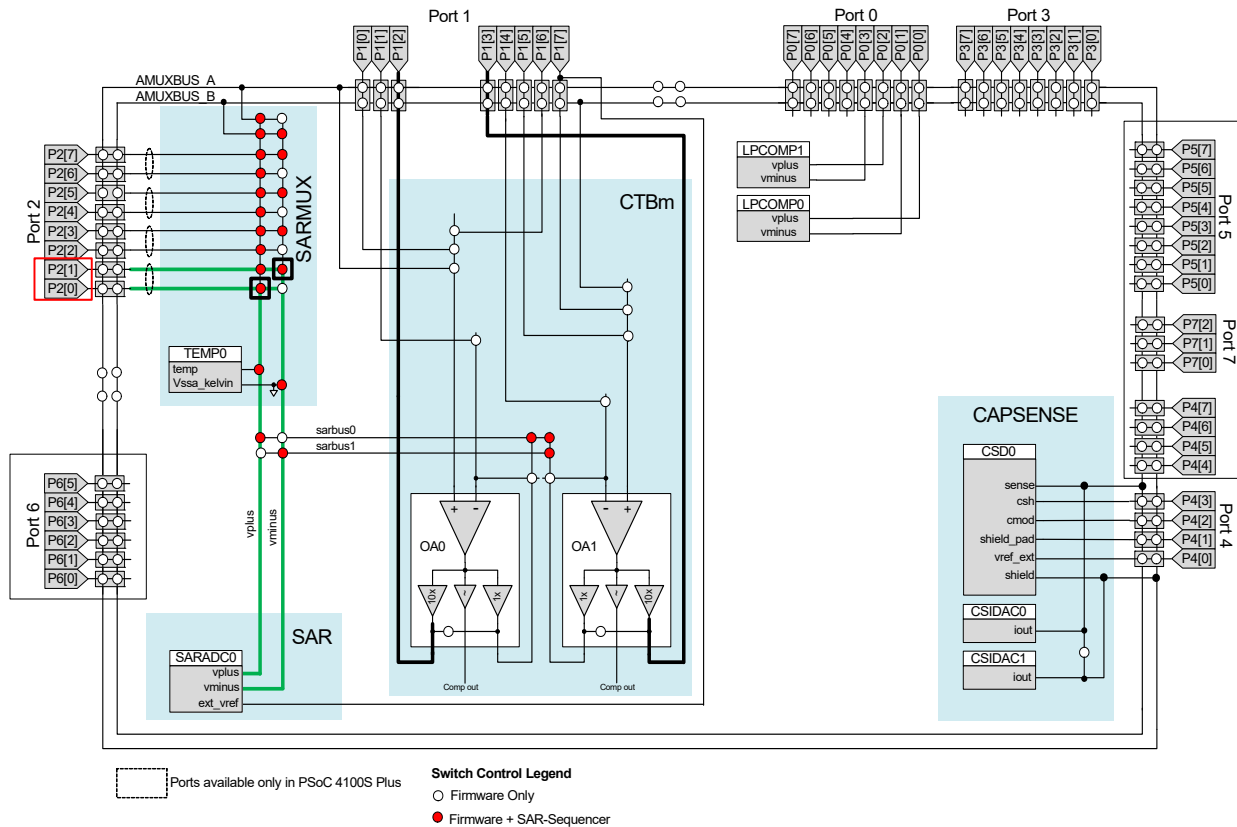 Port 1
Port 0
Port 3
P1[0]
P1[1]
P1[2]
P1[3]
P1[4]
P1[5]
P1[6]
P1[7]
P0[7]
P0[6]
P0[5]
P0[4]
P0[3]
P0[2]
P0[1]
P0[0]
P3[7]
P3[6]
P3[5]
P3[4]
P3[3]
P3[2]
P3[1]
P3[0]
AMUXBUS_A
AMUXBUS_B
Port 2
P2[7]
P2[6]
P2[5]
P2[4]
P2[3]
P2[2]
P2[1]
P2[0]
SARMUX
TEMP0
temp
Vssa_kelvin
sarbus0
sarbus1
vplus
vminus
CTBm
+
-
OA0
10x
~
1x
Comp out
-
+
OA1
1x
~
10x
Comp out
LPCOMP1
vplus
vminus
LPCOMP0
vplus
vminus
Port 5
P5[7]
P5[6]
P5[5]
P5[4]
P5[3]
P5[2]
P5[1]
P5[0]
Port 7
P7[2]
P7[1]
P7[0]
P4[7]
P4[6]
P4[5]
P4[4]
Port 4
P4[3]
P4[2]
P4[1]
P4[0]
CAPSENSE
CSD0
sense
csh
cmod
shield_pad
vref_ext
shield
CSIDAC0
iout
CSIDAC1
iout
Port 6
P6[5]
P6[4]
P6[3]
P6[2]
P6[1]
P6[0]
SAR
SARADC0
vplus
vminus
ext_vref
Ports available only in PSoC 4100S Plus
Switch Control Legend
Firmware Only
Firmware + SAR-Sequencer